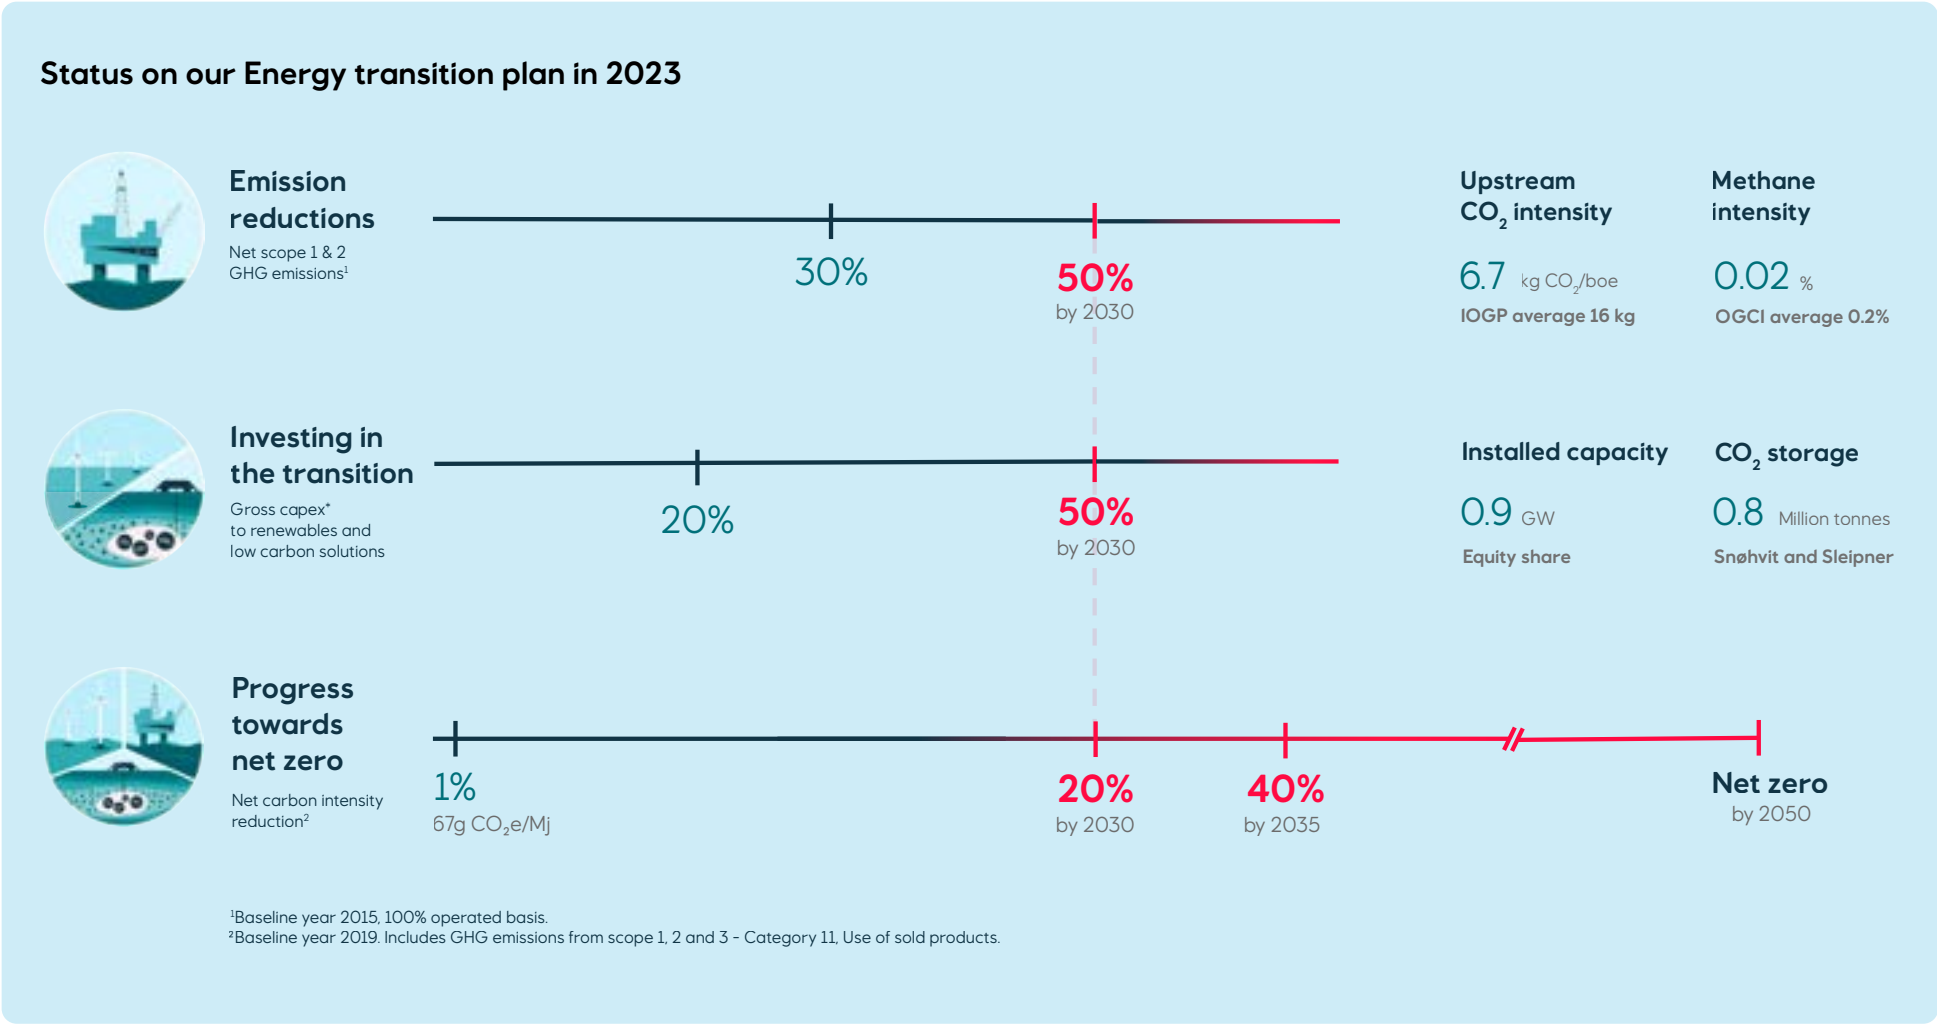 Status on our Energy transition plan in 2023
Emission
reductions
Net scope 1 & 2
GHG emissions¹
30%
50%
by 2030
Upstream
CO₂ intensity
6.7 kg CO₂/boe
IOGP average 16 kg
Methane
intensity
0.02 %
OGCI average 0.2%
Investing in
the transition
Gross capex*
to renewables and
low carbon solutions
20%
50%
by 2030
Installed capacity
0.9 GW
Equity share
CO₂ storage
0.8 Million tonnes
Snøhvit and Sleipner
Progress
towards
net zero
Net carbon intensity
reduction²
1%
67g CO₂e/Mj
20%
by 2030
40%
by 2035
Net zero
by 2050
¹Baseline year 2015, 100% operated basis.
²Baseline year 2019. Includes GHG emissions from scope 1, 2 and 3 - Category 11, Use of sold products.